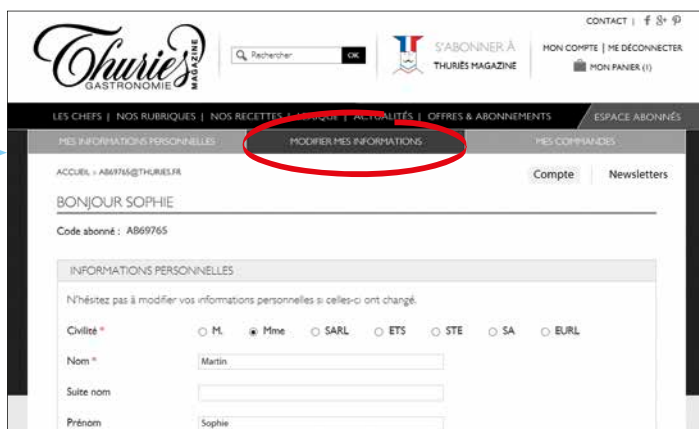 CONTACT | f g+ p
Thuriès
GASTRONOMIE
MAGAZINE
Rechercher OK
S'ABONNER À
THURIÈS MAGAZINE
MON COMPTE | ME DÉCONNECTER
MON PANIER (1)
LES CHEFS | NOS RUBRIQUES | NOS RECETTES | | ACTUALITÉS | OFFRES & ABONNEMENTS ESPACE ABONNÉS
MES INFORMATIONS PERSONNELLES MODIFIER MES INFORMATIONS MES COMMANDES
ACCUEIL > AB69765@THURIES.FR
Compte Newsletters
BONJOUR SOPHIE
Code abonné : AB69765
INFORMATIONS PERSONNELLES
N'hésitez pas à modifier vos informations personnelles si celles-ci ont changé.
Civilité * M. Mme SARL ETS STE SA EURL
Nom * Martin
Suite nom
Prénom Sophie